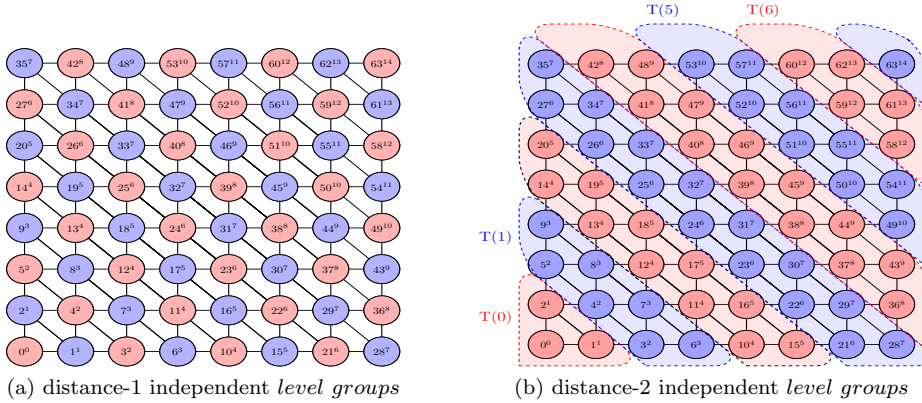 T(5) T(6)
35⁷ 42⁸ 48⁹ 53¹⁰ 57¹¹ 60¹² 62¹³ 63¹⁴
27⁶ 34⁷ 41⁸ 47⁹ 52¹⁰ 56¹¹ 59¹² 61¹³
20⁵ 26⁶ 33⁷ 40⁸ 46⁹ 51¹⁰ 55¹¹ 58¹²
14⁴ 19⁵ 25⁶ 32⁷ 39⁸ 45⁹ 50¹⁰ 54¹¹
9³ 13⁴ 18⁵ 24⁶ 31⁷ 38⁸ 44⁹ 49¹⁰
5² 8³ 12⁴ 17⁵ 23⁶ 30⁷ 37⁸ 43⁹
2¹ 4² 7³ 11⁴ 16⁵ 22⁶ 29⁷ 36⁸
0⁰ 1¹ 3² 6³ 10⁴ 15⁵ 21⁶ 28⁷
(a) distance-1 independent level groups
35⁷ 42⁸ 48⁹ 53¹⁰ 57¹¹ 60¹² 62¹³ 63¹⁴
27⁶ 34⁷ 41⁸ 47⁹ 52¹⁰ 56¹¹ 59¹² 61¹³
20⁵ 26⁶ 33⁷ 40⁸ 46⁹ 51¹⁰ 55¹¹ 58¹²
14⁴ 19⁵ 25⁶ 32⁷ 39⁸ 45⁹ 50¹⁰ 54¹¹
T(1) 9³ 13⁴ 18⁵ 24⁶ 31⁷ 38⁸ 44⁹ 49¹⁰
5² 8³ 12⁴ 17⁵ 23⁶ 30⁷ 37⁸ 43⁹
T(0) 2¹ 4² 7³ 11⁴ 16⁵ 22⁶ 29⁷ 36⁸
0⁰ 1¹ 3² 6³ 10⁴ 15⁵ 21⁶ 28⁷
(b) distance-2 independent level groups